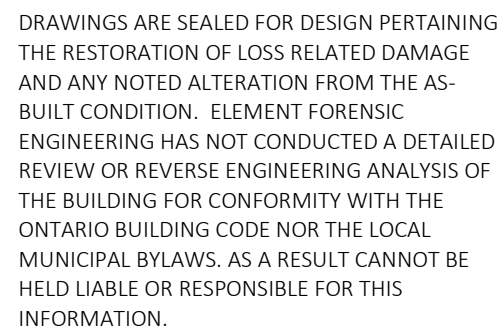 DRAWINGS ARE SEALED FOR DESIGN PERTAINING
THE RESTORATION OF LOSS RELATED DAMAGE
AND ANY NOTED ALTERATION FROM THE AS-
BUILT CONDITION.  ELEMENT FORENSIC
ENGINEERING HAS NOT CONDUCTED A DETAILED
REVIEW OR REVERSE ENGINEERING ANALYSIS OF
THE BUILDING FOR CONFORMITY WITH THE
ONTARIO BUILDING CODE NOR THE LOCAL
MUNICIPAL BYLAWS. AS A RESULT CANNOT BE
HELD LIABLE OR RESPONSIBLE FOR THIS
INFORMATION.